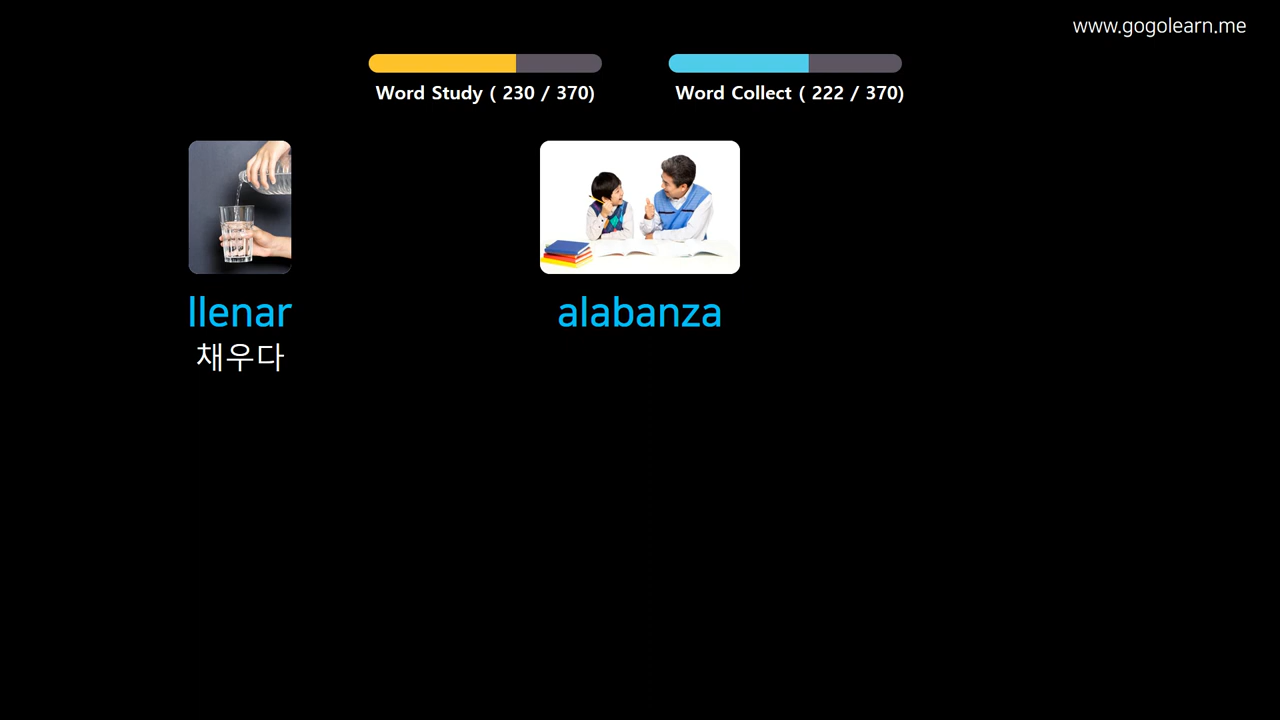 www.gogolearn.me
Word Study ( 230 / 370)
Word Collect ( 222 / 370)
llenar
채우다
alabanza